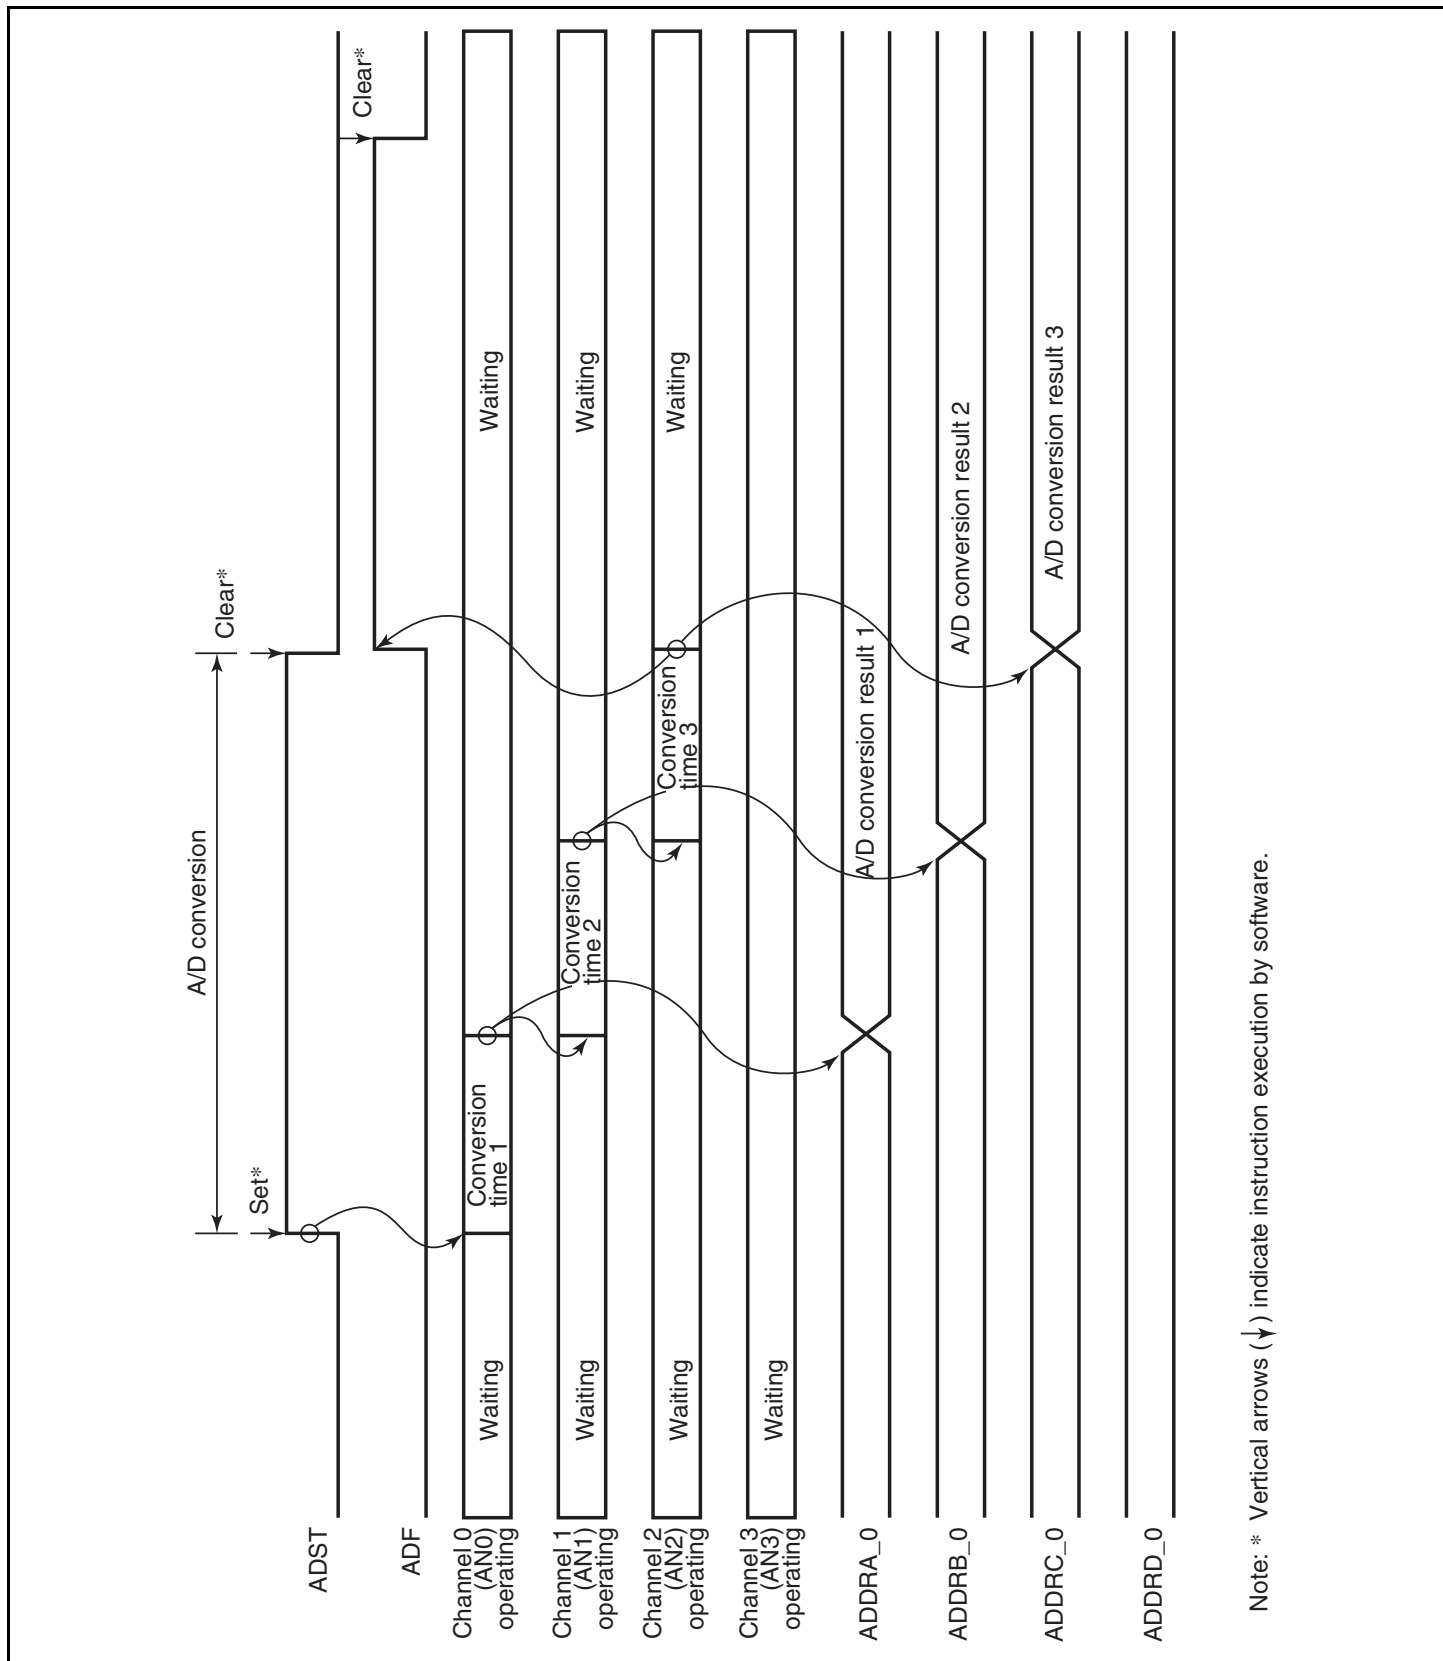 A/D conversion
Set*
Clear*
Clear*
ADST
ADF
Channel 0
(AN0)
operating
Waiting
Conversion
time 1
Waiting
Channel 1
(AN1)
operating
Waiting
Conversion
time 2
Waiting
Channel 2
(AN2)
operating
Waiting
Conversion
time 3
Waiting
Channel 3
(AN3)
operating
Waiting
ADDRA_0
A/D conversion result 1
ADDRB_0
A/D conversion result 2
ADDRC_0
A/D conversion result 3
ADDRD_0
Note: * Vertical arrows (↓) indicate instruction execution by software.